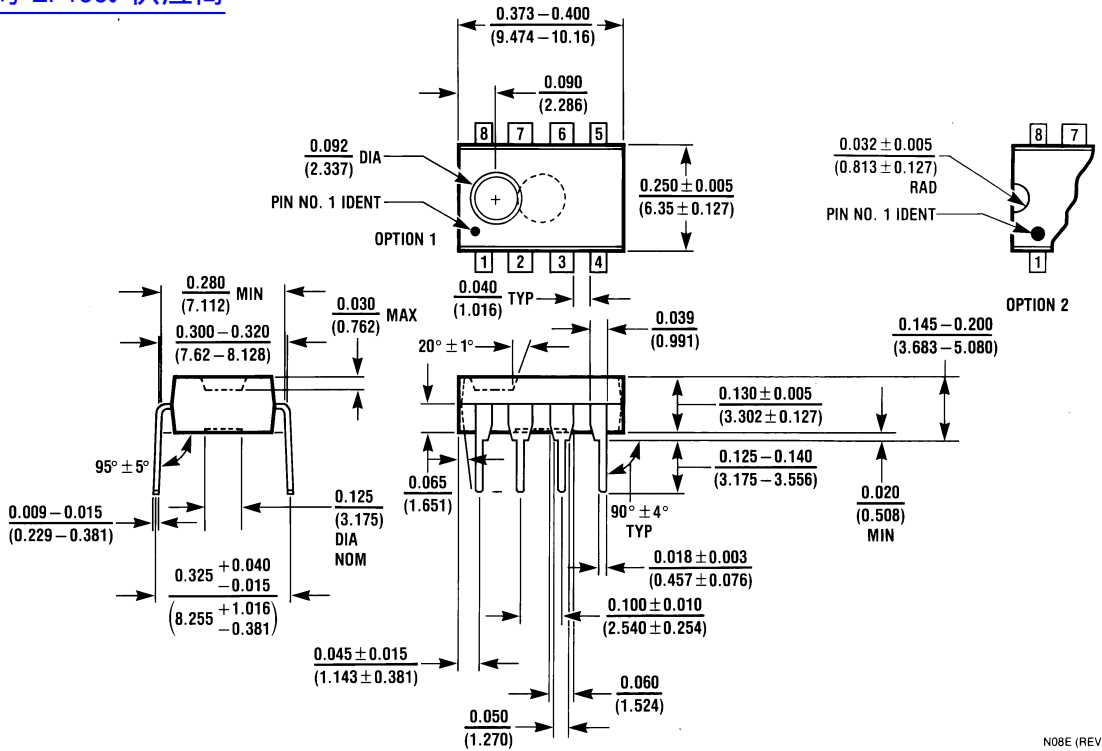 0.373 – 0.400
(9.474 – 10.16)
0.090
(2.286)
8 7 6 5
0.092 DIA
(2.337)
PIN NO. 1 IDENT
OPTION 1
+
1 2 3 4
0.250 ± 0.005
(6.35 ± 0.127)
8 7
0.032 ± 0.005
(0.813 ± 0.127)
RAD
PIN NO. 1 IDENT
1
OPTION 2
0.280 MIN
(7.112)
0.300 – 0.320
(7.62 – 8.128)
0.030 MAX
(0.762)
0.040 TYP
(1.016)
0.039
(0.991)
0.145 – 0.200
(3.683 – 5.080)
20° ± 1°
0.130 ± 0.005
(3.302 ± 0.127)
95° ± 5°
0.065
(1.651)
0.125 – 0.140
(3.175 – 3.556)
90° ± 4°
TYP
0.020
(0.508)
MIN
0.009 – 0.015
(0.229 – 0.381)
0.125
(3.175)
DIA
NOM
0.018 ± 0.003
(0.457 ± 0.076)
0.325 +0.040
−0.015
(8.255 +1.016
−0.381)
0.100 ± 0.010
(2.540 ± 0.254)
0.045 ± 0.015
(1.143 ± 0.381)
0.060
(1.524)
0.050
(1.270)
N08E (REV